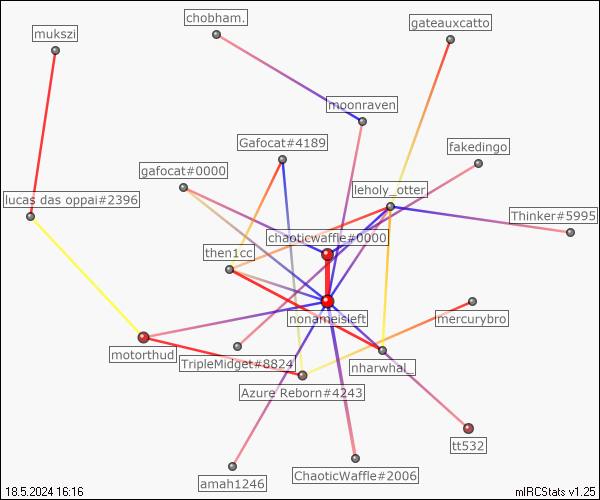 chobham.
gateauxcatto
mukszi
moonraven
Gafocat#4189
fakedingo
gafocat#0000
leholy_otter
lucas das oppai#2396
Thinker#5995
chaoticwaffle#0000
then1cc
nonameisleft
mercurybro
motorthud
TripleMidget#8824
nharwhal_
Azure Reborn#4243
tt532
ChaoticWaffle#2006
amah1246
18.5.2024 16:16
mIRCStats v1.25